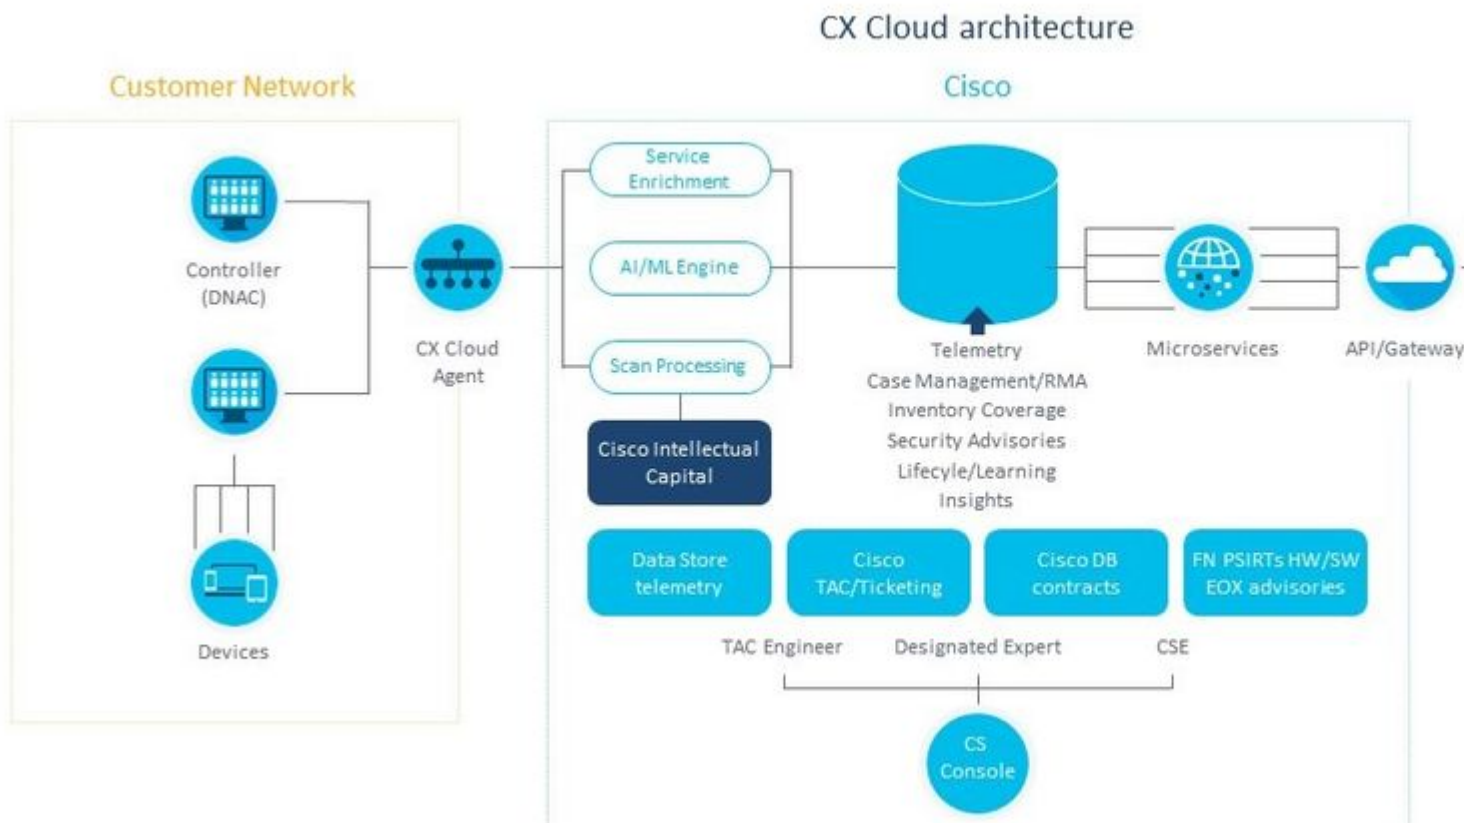 CX Cloud architecture
Customer Network
Cisco
Controller
(DNAC)
Devices
CX Cloud
Agent
Service
Enrichment
AI/ML Engine
Scan Processing
Cisco Intellectual
Capital
Telemetry
Case Management/RMA
Inventory Coverage
Security Advisories
Lifecyle/Learning
Insights
Microservices
API/Gateway
Data Store
telemetry
Cisco
TAC/Ticketing
Cisco DB
contracts
FN PSIRTs HW/SW
EOX advisories
TAC Engineer
Designated Expert
CSE
CS
Console